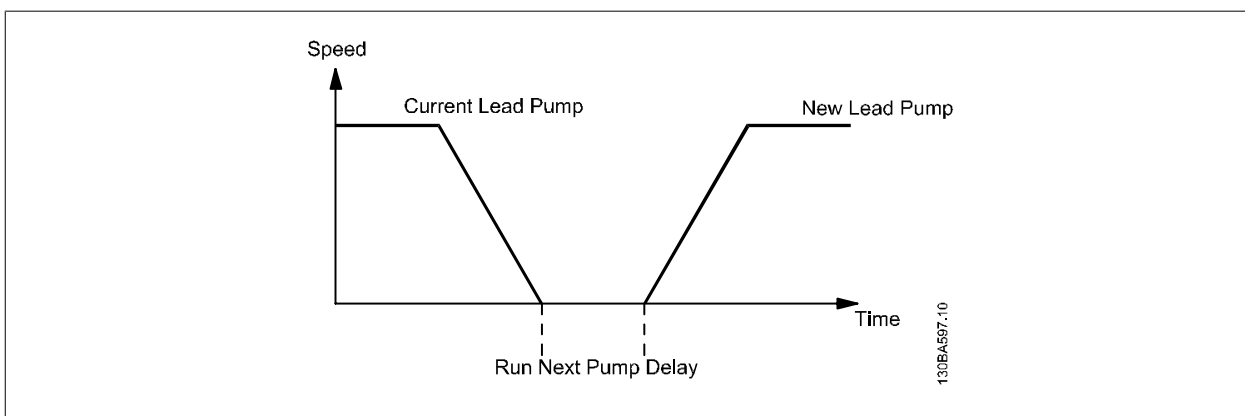 Speed
Current Lead Pump
New Lead Pump
Time
Run Next Pump Delay
130BA597.10